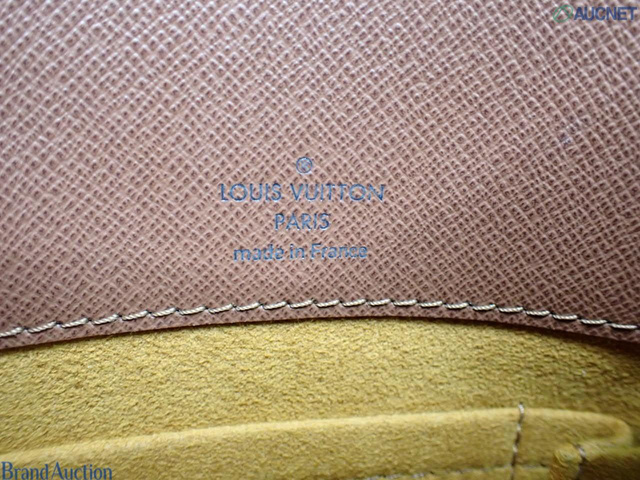 AUCNET
®
LOUIS VUITTON
PARIS
made in France
Brand Auction